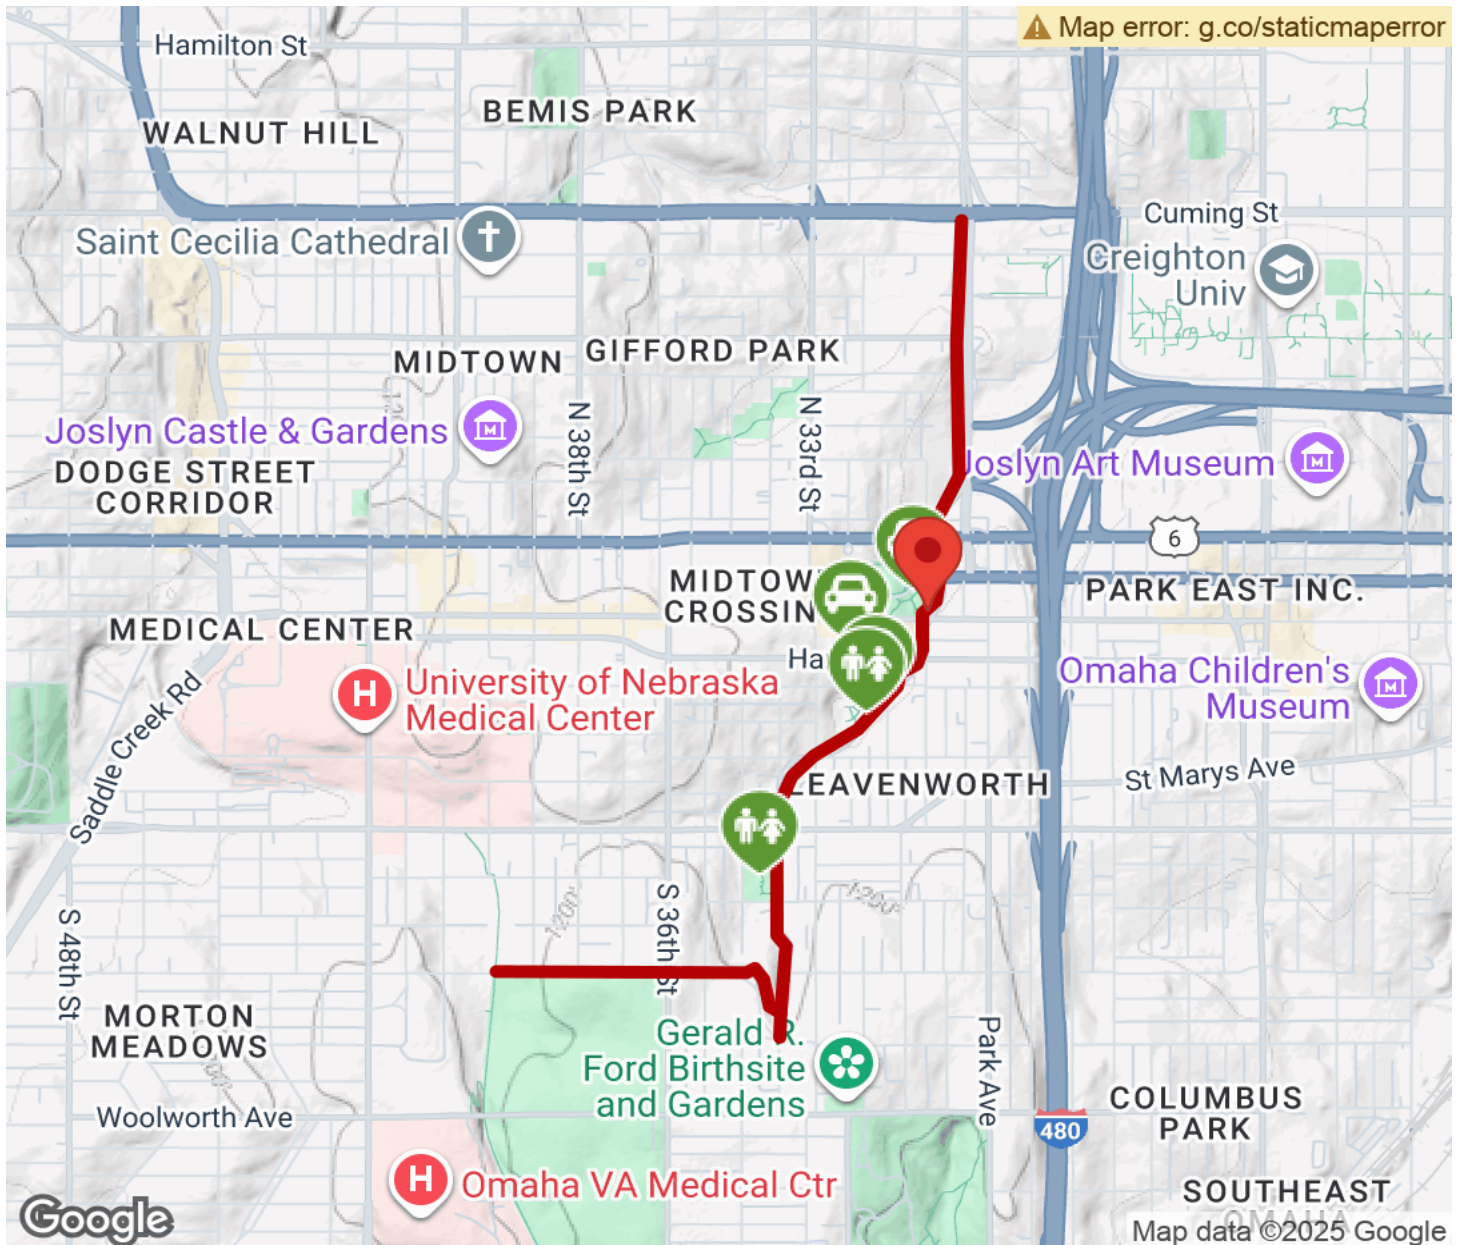 Map error: g.co/staticmaperror
Hamilton St
BEMIS PARK
WALNUT HILL
Cuming St
Saint Cecilia Cathedral
Creighton
Univ
GIFFORD PARK
MIDTOWN
N 38th St
N 33rd St
Joslyn Castle & Gardens
Joslyn Art Museum
DODGE STREET
CORRIDOR
6
MIDTOW
CROSSIN
PARK EAST INC.
MEDICAL CENTER
Ha
Omaha Children's
Museum
University of Nebraska
Medical Center
H
Saddle Creek Rd
St Marys Ave
LEAVENWORTH
1200'
1200'
S 36th St
S 48th St
MORTON
MEADOWS
Gerald R.
Ford Birthsite
and Gardens
Park Ave
Woolworth Ave
COLUMBUS
PARK
480
H
Omaha VA Medical Ctr
SOUTHEAST
OMAHA
Google
Map data ©2025 Google